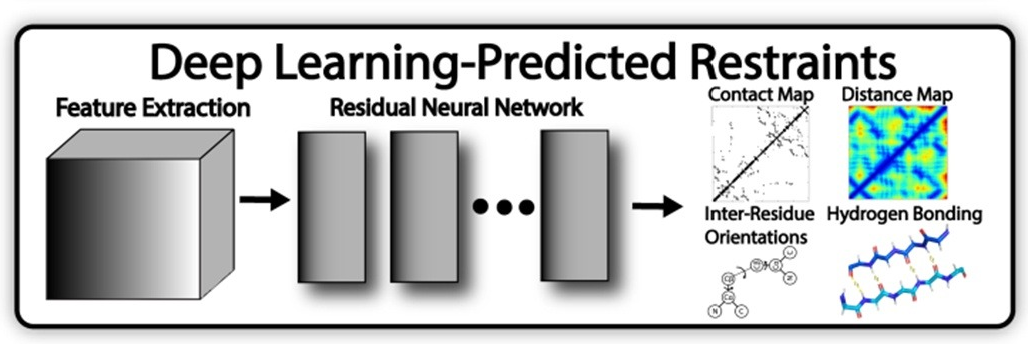 Deep Learning-Predicted Restraints
Feature Extraction
Residual Neural Network
Contact Map
Distance Map
Inter-Residue
Orientations
Hydrogen Bonding
N
C
N
C